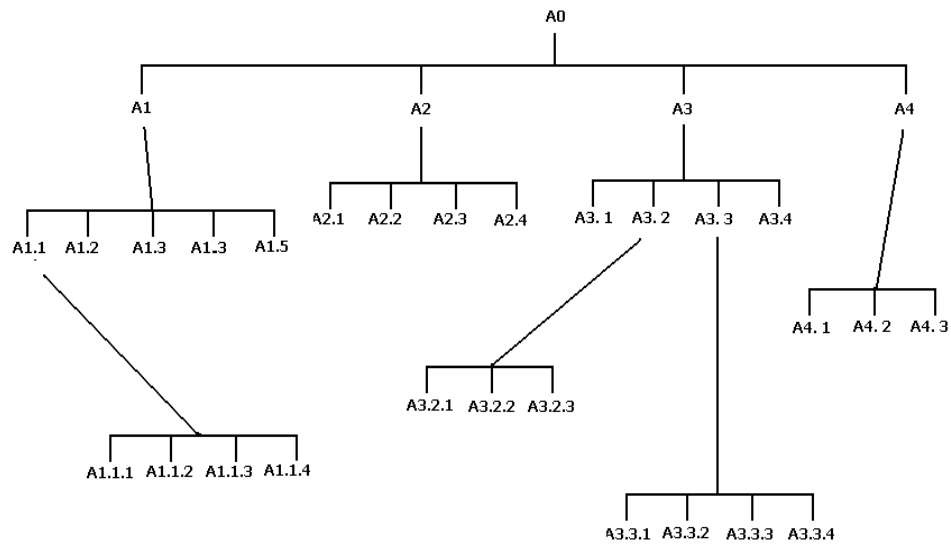 A0
A1 A2 A3 A4
A2.1 A2.2 A2.3 A2.4 A3. 1 A3. 2 A3. 3 A3.4
A1.1 A1.2 A1.3 A1.3 A1.5
A4. 1 A4. 2 A4. 3
A3.2.1 A3.2.2 A3.2.3
A1.1.1 A1.1.2 A1.1.3 A1.1.4
A3.3.1 A3.3.2 A3.3.3 A3.3.4